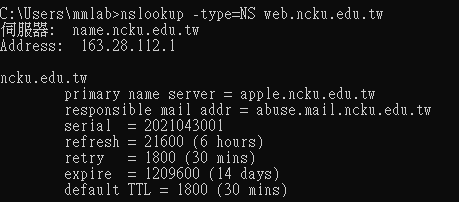 C:\Users\mmlab>nslookup -type=NS web.ncku.edu.tw
伺服器:  name.ncku.edu.tw
Address:  163.28.112.1

ncku.edu.tw
        primary name server = apple.ncku.edu.tw
        responsible mail addr = abuse.mail.ncku.edu.tw
        serial  = 2021043001
        refresh = 21600 (6 hours)
        retry   = 1800 (30 mins)
        expire  = 1209600 (14 days)
        default TTL = 1800 (30 mins)